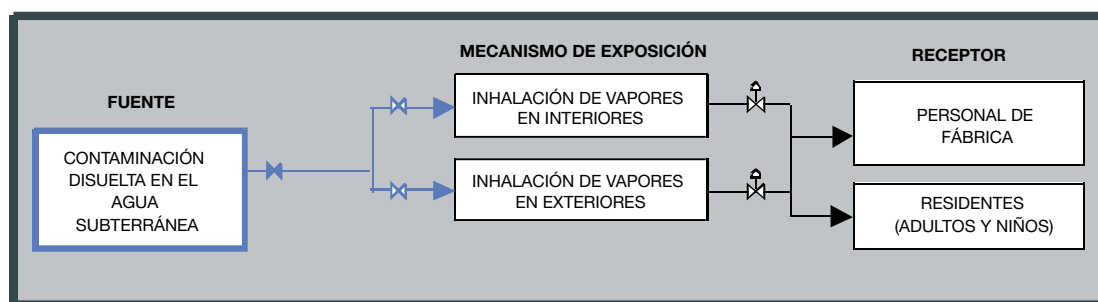 FUENTE
CONTAMINACIÓN
DISUELTA EN EL
AGUA
SUBTERRÁNEA
MECANISMO DE EXPOSICIÓN
INHALACIÓN DE VAPORES
EN INTERIORES
INHALACIÓN DE VAPORES
EN EXTERIORES
RECEPTOR
PERSONAL DE
FÁBRICA
RESIDENTES
(ADULTOS Y NIÑOS)